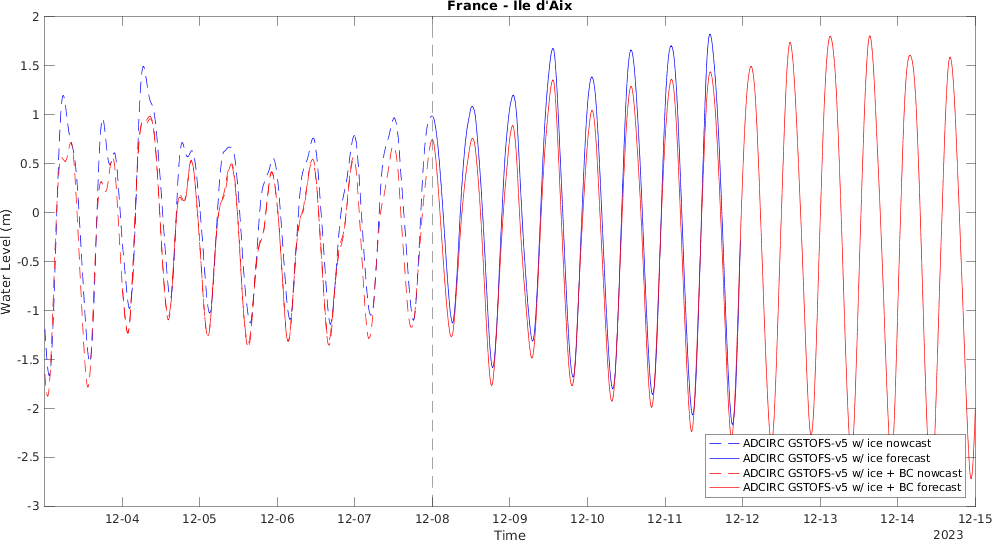 France - Ile d'Aix
2
1.5
1
0.5
0
-0.5
-1
-1.5
-2
-2.5
-3
Water Level (m)
ADCIRC GSTOFS-v5 w/ ice nowcast
ADCIRC GSTOFS-v5 w/ ice forecast
ADCIRC GSTOFS-v5 w/ ice + BC nowcast
ADCIRC GSTOFS-v5 w/ ice + BC forecast
12-04 12-05 12-06 12-07 12-08 12-09 12-10 12-11 12-12 12-13 12-14 12-15
Time
2023